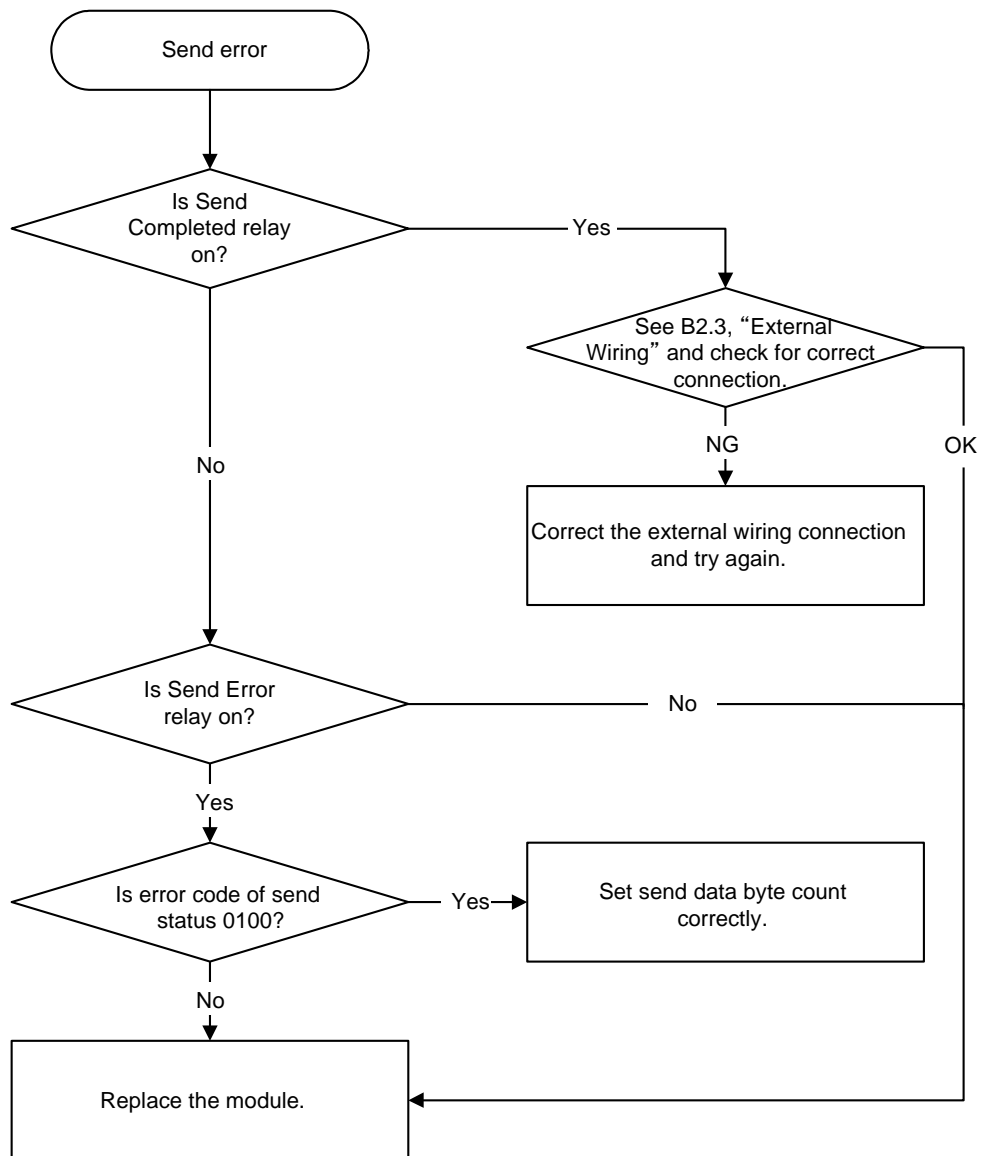 Send error
Is Send
Completed relay
on?
Yes
See B2.3, “External
Wiring” and check for correct
connection.
NG
OK
No
Correct the external wiring connection
and try again.
Is Send Error
relay on?
No
Yes
Is error code of send
status 0100?
Yes
Set send data byte count
correctly.
No
Replace the module.